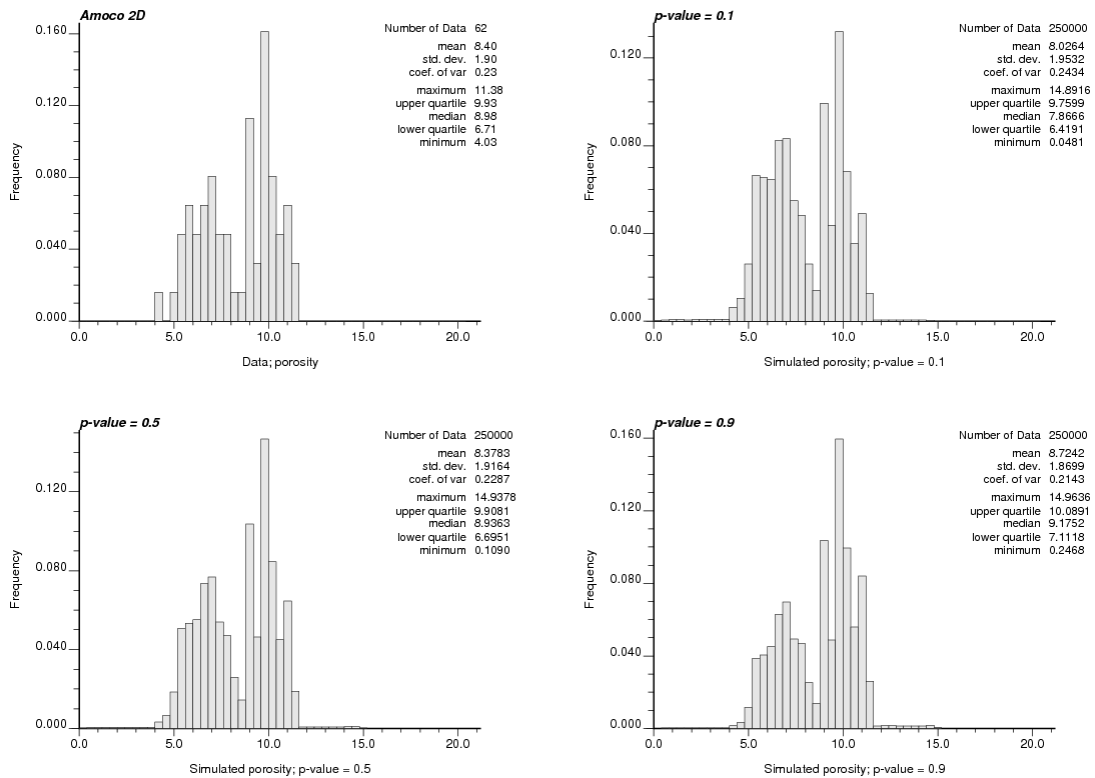 Amoco 2D
Number of Data 62
mean 8.40
std. dev. 1.90
coef. of var 0.23
maximum 11.38
upper quartile 9.93
median 8.98
lower quartile 6.71
minimum 4.03
Frequency
0.160
0.120
0.080
0.040
0.000
0.0 5.0 10.0 15.0 20.0
Data; porosity
p-value = 0.1
Number of Data 250000
mean 8.0264
std. dev. 1.9532
coef. of var 0.2434
maximum 14.8916
upper quartile 9.7599
median 7.8666
lower quartile 6.4191
minimum 0.0481
Frequency
0.120
0.080
0.040
0.000
0.0 5.0 10.0 15.0 20.0
Simulated porosity; p-value = 0.1
p-value = 0.5
Number of Data 250000
mean 8.3783
std. dev. 1.9164
coef. of var 0.2287
maximum 14.9378
upper quartile 9.9081
median 8.9363
lower quartile 6.6951
minimum 0.1090
Frequency
0.120
0.080
0.040
0.000
0.0 5.0 10.0 15.0 20.0
Simulated porosity; p-value = 0.5
p-value = 0.9
Number of Data 250000
mean 8.7242
std. dev. 1.8699
coef. of var 0.2143
maximum 14.9636
upper quartile 10.0891
median 9.1752
lower quartile 7.1118
minimum 0.2468
Frequency
0.160
0.120
0.080
0.040
0.000
0.0 5.0 10.0 15.0 20.0
Simulated porosity; p-value = 0.9